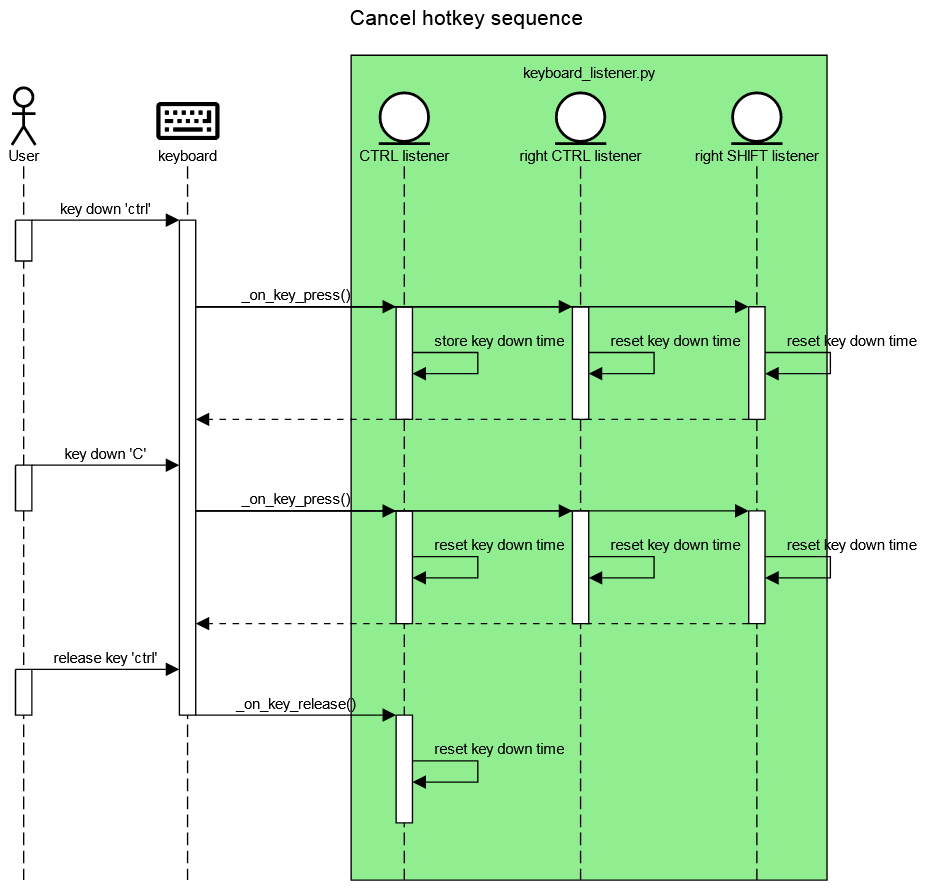 Cancel hotkey sequence
keyboard_listener.py
User
keyboard
CTRL listener
right CTRL listener
right SHIFT listener
key down 'ctrl'
_on_key_press()
store key down time
reset key down time
reset key down time
key down 'C'
_on_key_press()
reset key down time
reset key down time
reset key down time
release key 'ctrl'
_on_key_release()
reset key down time